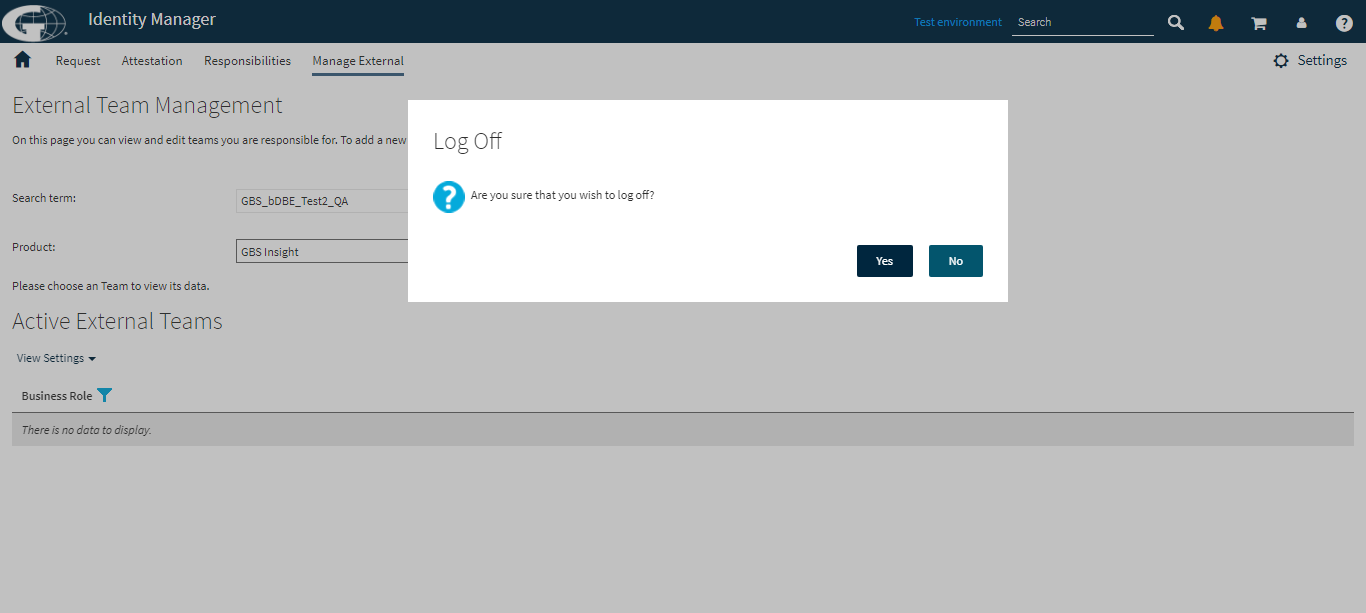 Identity Manager
Test environment
Search
Request
Attestation
Responsibilities
Manage External
Settings
External Team Management
On this page you can view and edit teams you are responsible for. To add a new
Search term:
GBS_bDBE_Test2_QA
Product:
GBS Insight
Please choose an Team to view its data.
Active External Teams
View Settings
Business Role
There is no data to display.
Log Off
Are you sure that you wish to log off?
Yes
No